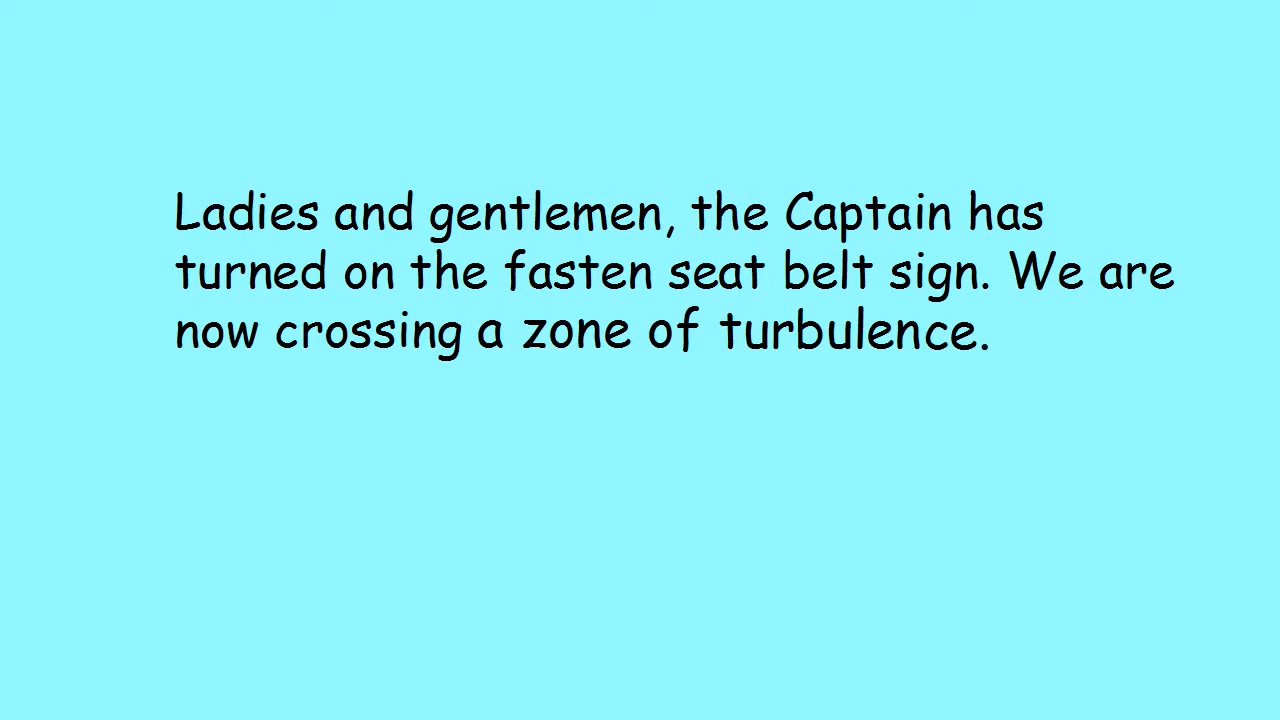 Ladies and gentlemen, the Captain has
turned on the fasten seat belt sign. We are
now crossing a zone of turbulence.